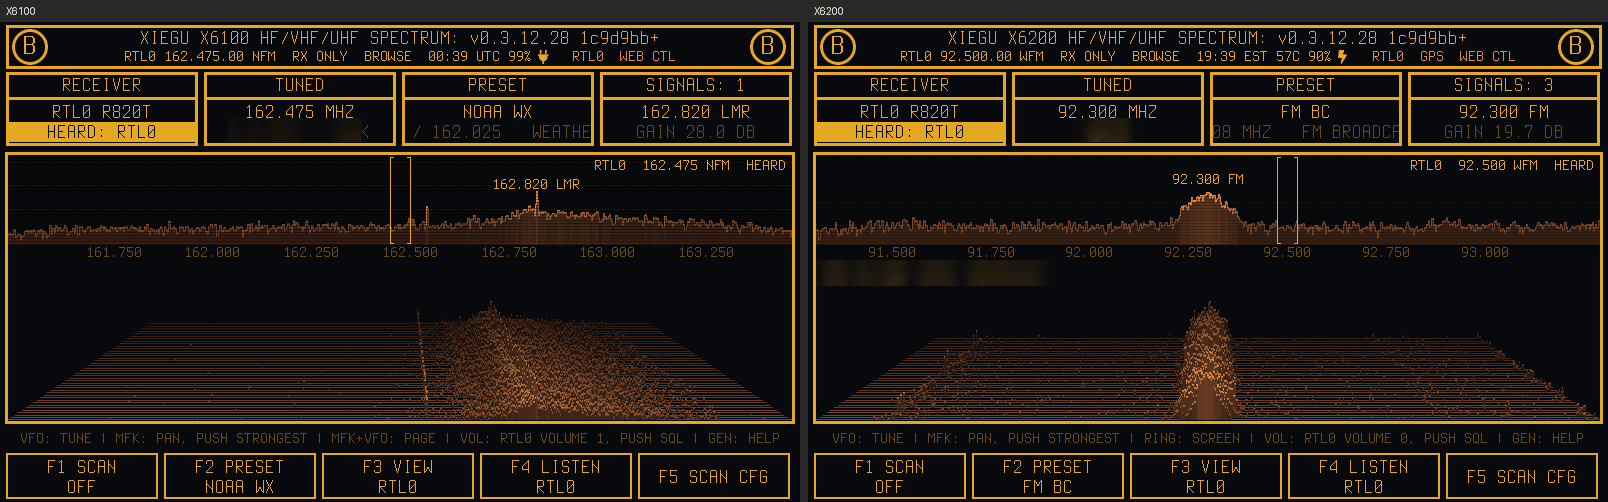 X6100
B
XIEGU X6100 HF/VHF/UHF SPECTRUM: v0.3.12.28 1c9d9bb+
RTL0 162.475.00 NFM RX ONLY BROWSE 00:39 UTC 99% RTL0 WEB CTL
B
RECEIVER
RTL0 R820T
HEARD: RTL0
TUNED
162.475 MHZ
PRESET
NOAA WX
/ 162.025 WEATHE
SIGNALS: 1
162.820 LMR
GAIN 28.0 DB
RTL0 162.475 NFM HEARD
162.820 LMR
161.750 162.000 162.250 162.500 162.750 163.000 163.250
VFO: TUNE | MFK: PAN, PUSH STRONGEST | MFK+VFO: PAGE | VOL: RTL0 VOLUME 1, PUSH SQL | GEN: HELP
F1 SCAN
OFF
F2 PRESET
NOAA WX
F3 VIEW
RTL0
F4 LISTEN
RTL0
F5 SCAN CFG
X6200
B
XIEGU X6200 HF/VHF/UHF SPECTRUM: v0.3.12.28 1c9d9bb+
RTL0 92.500.00 WFM RX ONLY BROWSE 19:39 EST 57C 90% RTL0 GPS WEB CTL
B
RECEIVER
RTL0 R820T
HEARD: RTL0
TUNED
92.300 MHZ
PRESET
FM BC
08 MHZ FM BROADCA
SIGNALS: 3
92.300 FM
GAIN 19.7 DB
RTL0 92.500 WFM HEARD
92.300 FM
91.500 91.750 92.000 92.250 92.500 92.750 93.000
VFO: TUNE | MFK: PAN, PUSH STRONGEST | RING: SCREEN | VOL: RTL0 VOLUME 0, PUSH SQL | GEN: HELP
F1 SCAN
OFF
F2 PRESET
FM BC
F3 VIEW
RTL0
F4 LISTEN
RTL0
F5 SCAN CFG